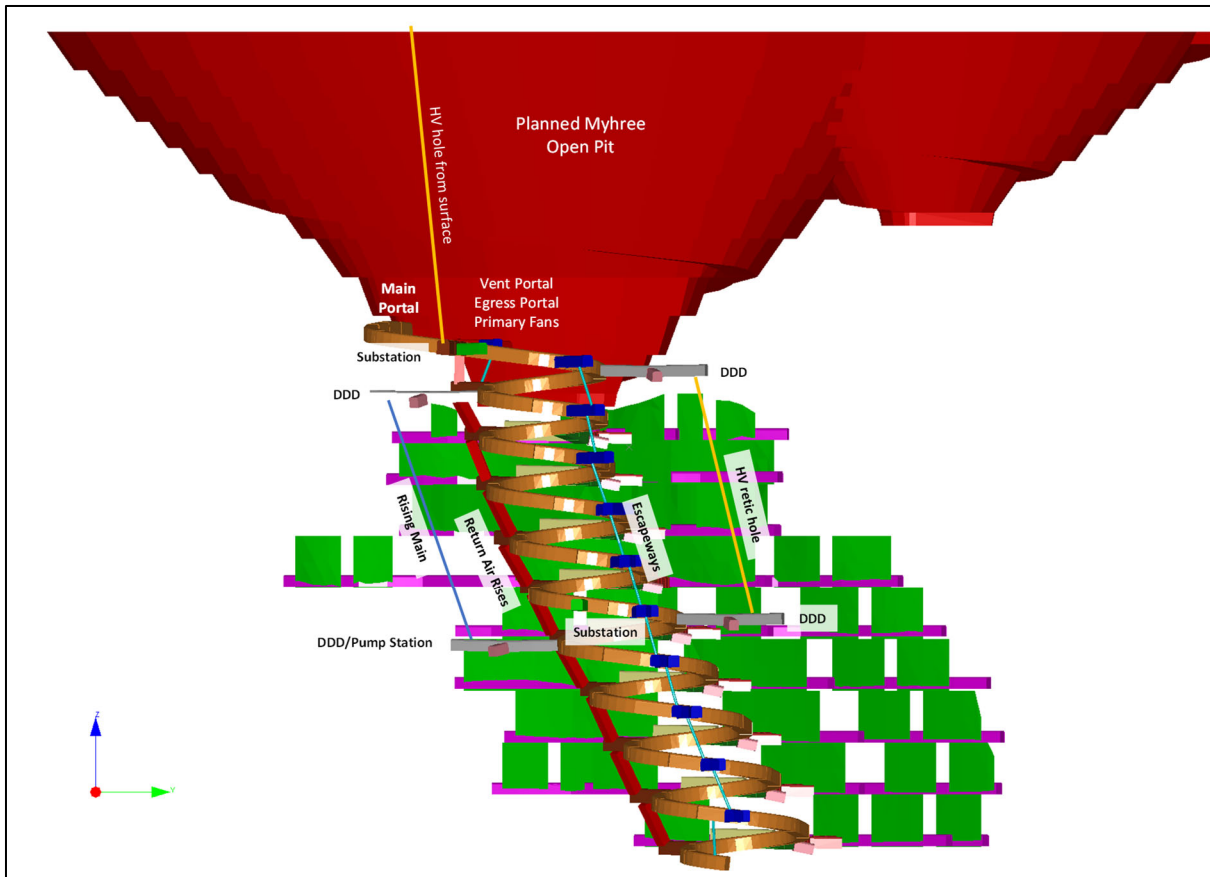 HV hole from surface
Planned Myhree
Open Pit
Main
Portal
Vent Portal
Egress Portal
Primary Fans
Substation
DDD
DDD
Rising Main
Return Air Rises
Escapeways
HV retic hole
Substation
DDD
DDD/Pump Station
Z
Y